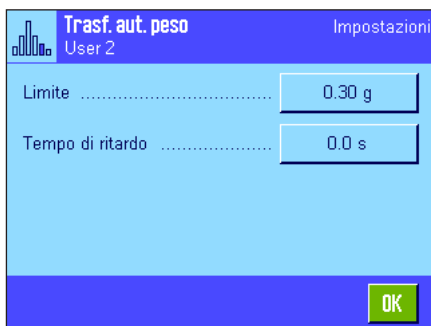 Trasf. aut. peso Impostazioni
User 2
Limite .................................. 0.30 g
Tempo di ritardo ..................... 0.0 s
OK